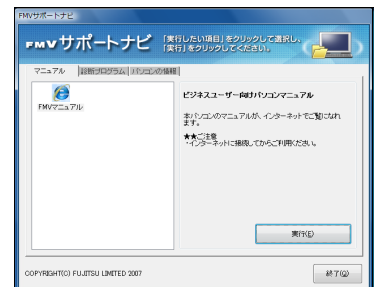 FMVサポートナビ
FMVサポートナビ
「実行したい項目」をクリックして選択し、
「実行」をクリックしてください。
マニュアル 診断プログラム パソコンの情報
FMVマニュアル
ビジネスユーザー向けパソコンマニュアル
本パソコンのマニュアルが、インターネットでご覧になれ
ます。
★★ご注意
・インターネットに接続してからご利用ください。
実行(E)
COPYRIGHT(C) FUJITSU LIMITED 2007
終了(Q)